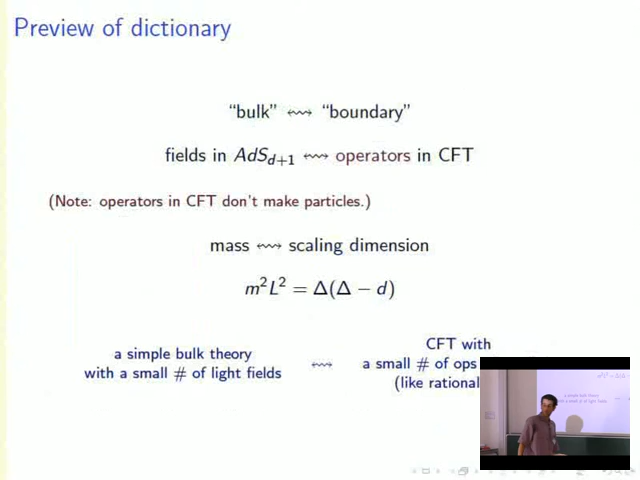 Preview of dictionary
“bulk” ⇝ “boundary”
fields in AdS_{d+1} ⇝ operators in CFT
(Note: operators in CFT don't make particles.)
mass ⇝ scaling dimension
m²L² = Δ(Δ − d)
a simple bulk theory
with a small # of light fields
⇝
CFT with
a small # of ops
(like rational